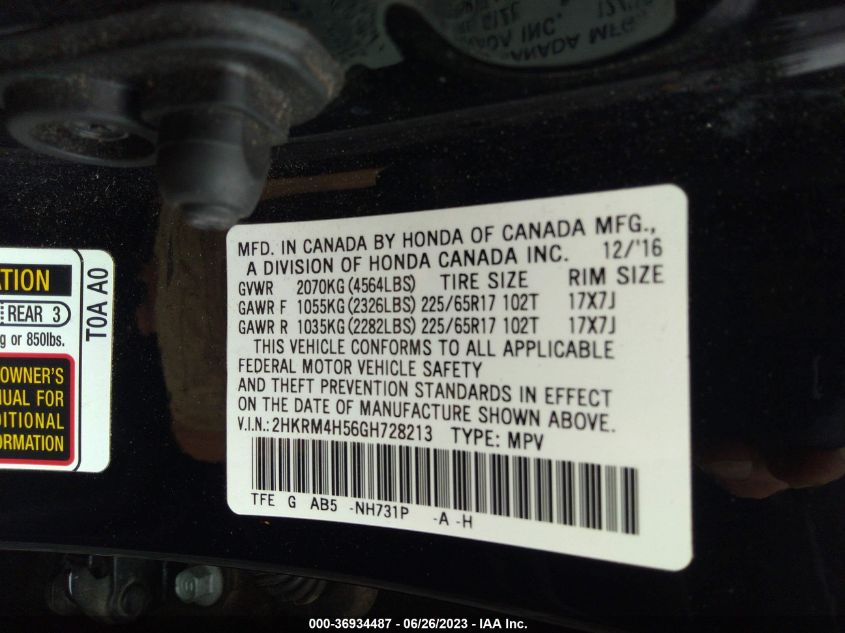 MFD. IN CANADA BY HONDA OF CANADA MFG.,
A DIVISION OF HONDA CANADA INC. 12/'16
GVWR 2070KG (4564LBS) TIRE SIZE RIM SIZE
GAWR F 1055KG (2326LBS) 225/65R17 102T 17X7J
GAWR R 1035KG (2282LBS) 225/65R17 102T 17X7J
THIS VEHICLE CONFORMS TO ALL APPLICABLE
FEDERAL MOTOR VEHICLE SAFETY
AND THEFT PREVENTION STANDARDS IN EFFECT
ON THE DATE OF MANUFACTURE SHOWN ABOVE.
V.I.N.: 2HKRM4H56GH728213 TYPE: MPV
TFE G AB5 -NH731P -A -H
REAR 3
or 850lbs.
OWNER'S
FOR
T0A A0
000-36934487 - 06/26/2023 - IAA Inc.